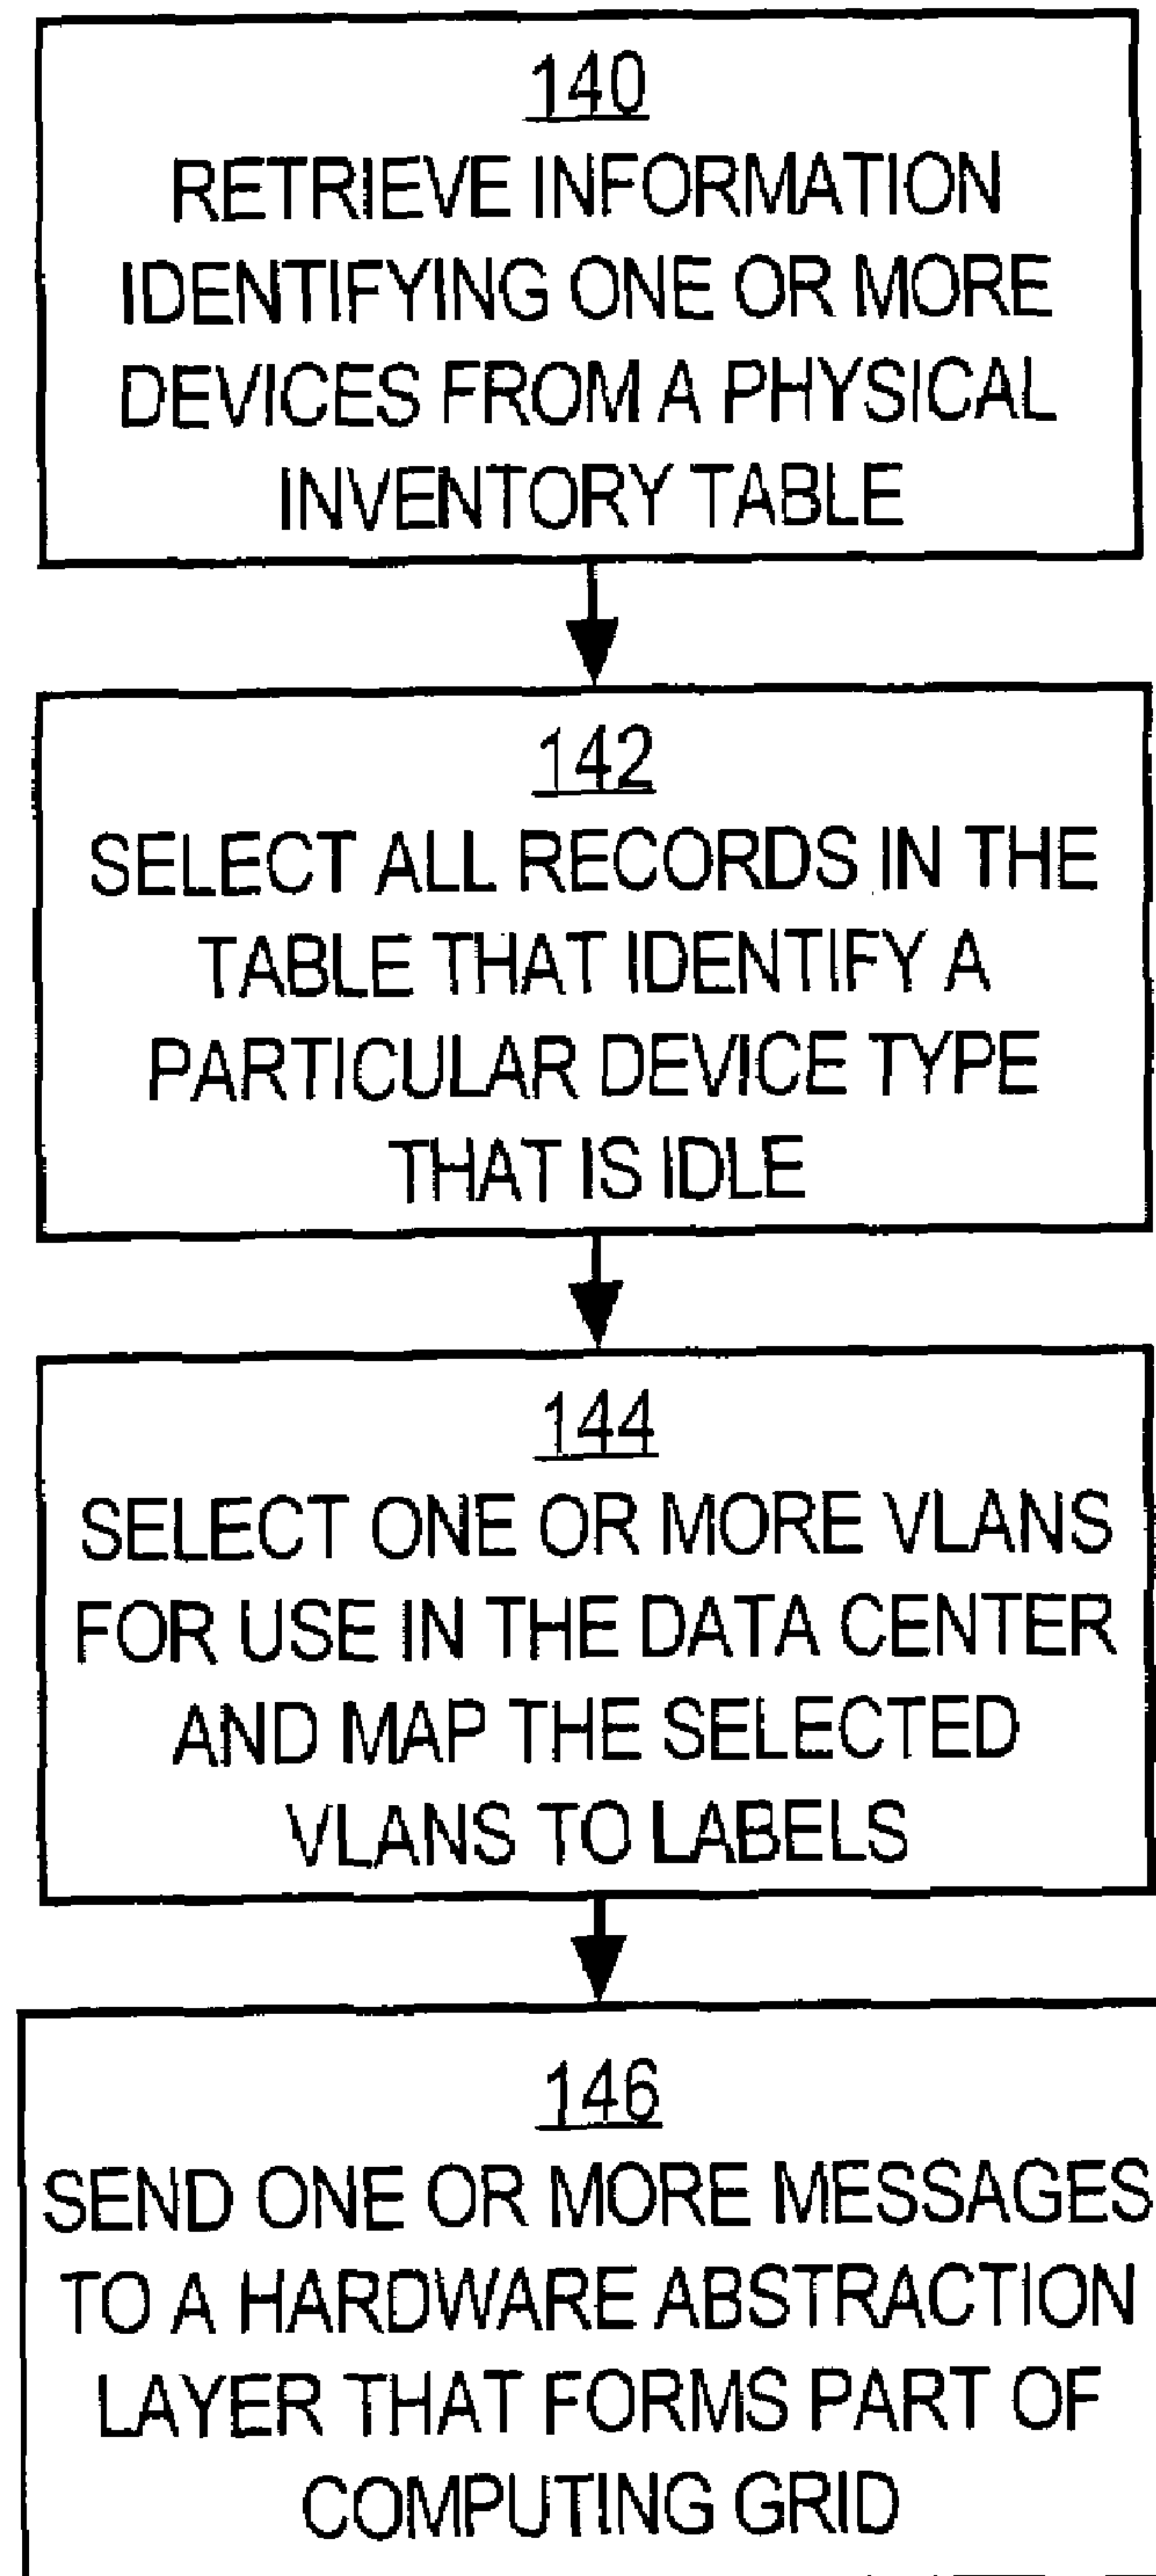 140
RETRIEVE INFORMATION
IDENTIFYING ONE OR MORE
DEVICES FROM A PHYSICAL
INVENTORY TABLE
142
SELECT ALL RECORDS IN THE
TABLE THAT IDENTIFY A
PARTICULAR DEVICE TYPE
THAT IS IDLE
144
SELECT ONE OR MORE VLANS
FOR USE IN THE DATA CENTER
AND MAP THE SELECTED
VLANS TO LABELS
146
SEND ONE OR MORE MESSAGES
TO A HARDWARE ABSTRACTION
LAYER THAT FORMS PART OF
COMPUTING GRID